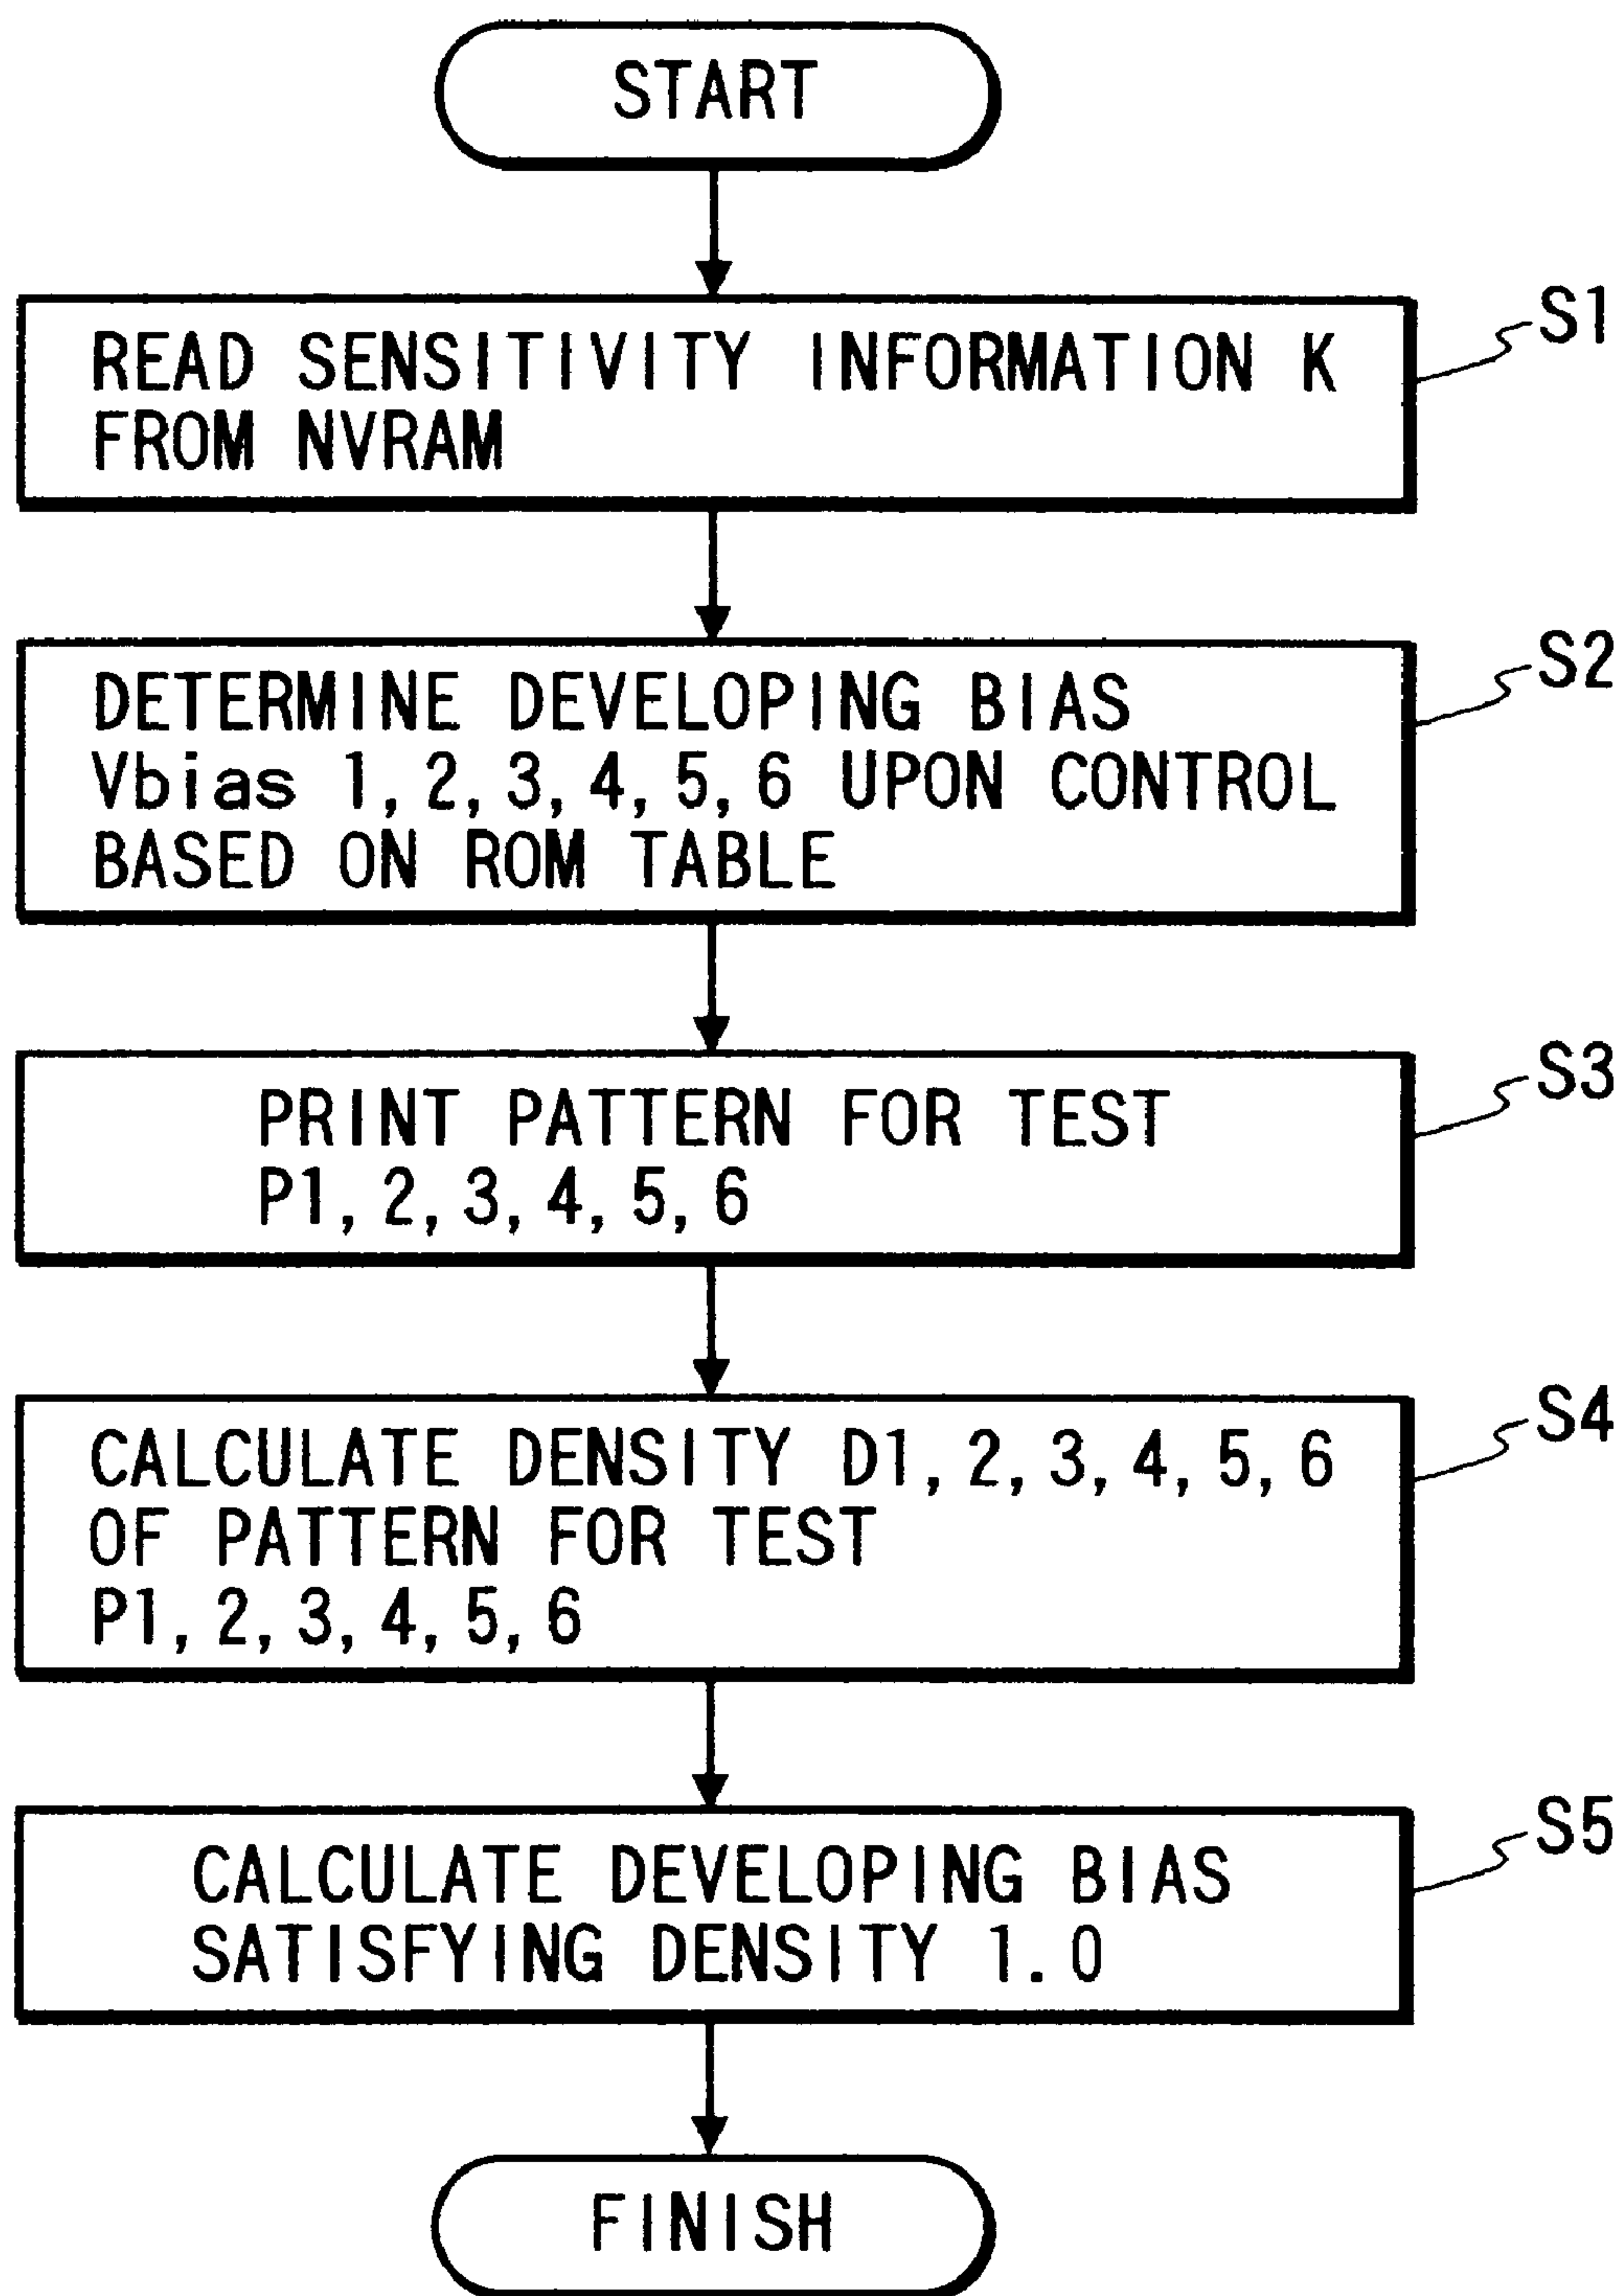 START
READ SENSITIVITY INFORMATION K
FROM NVRAM
S1
DETERMINE DEVELOPING BIAS
Vbias 1, 2, 3, 4, 5, 6 UPON CONTROL
BASED ON ROM TABLE
S2
PRINT PATTERN FOR TEST
P1, 2, 3, 4, 5, 6
S3
CALCULATE DENSITY D1, 2, 3, 4, 5, 6
OF PATTERN FOR TEST
P1, 2, 3, 4, 5, 6
S4
CALCULATE DEVELOPING BIAS
SATISFYING DENSITY 1.0
S5
FINISH